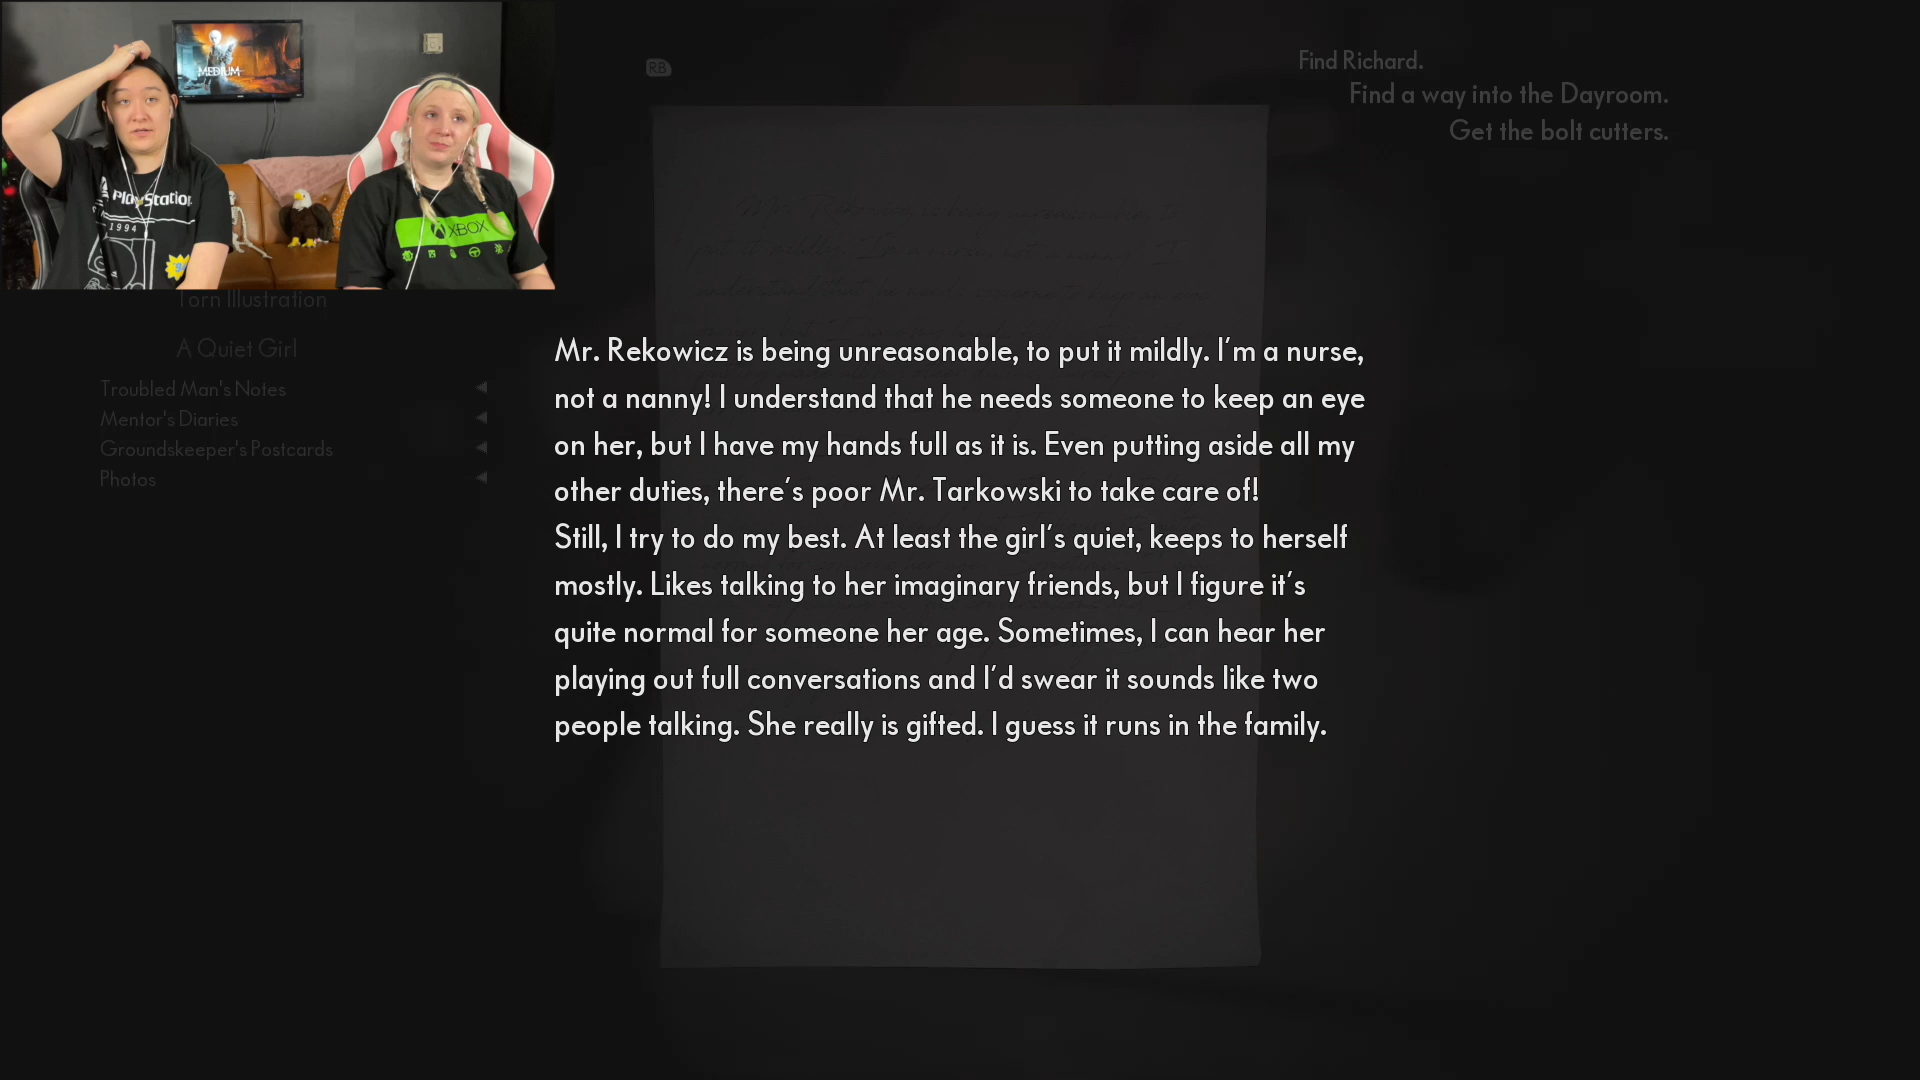 MEDIUM
PlayStation
1994
XBOX
RB
Find Richard.
Find a way into the Dayroom.
Get the bolt cutters.
Torn Illustration
A Quiet Girl
Troubled Man's Notes
Mentor's Diaries
Groundskeeper's Postcards
Photos
Mr. Rekowicz is being unreasonable, to put it mildly. I'm a nurse,
not a nanny! I understand that he needs someone to keep an eye
on her, but I have my hands full as it is. Even putting aside all my
other duties, there's poor Mr. Tarkowski to take care of!
Still, I try to do my best. At least the girl's quiet, keeps to herself
mostly. Likes talking to her imaginary friends, but I figure it's
quite normal for someone her age. Sometimes, I can hear her
playing out full conversations and I'd swear it sounds like two
people talking. She really is gifted. I guess it runs in the family.